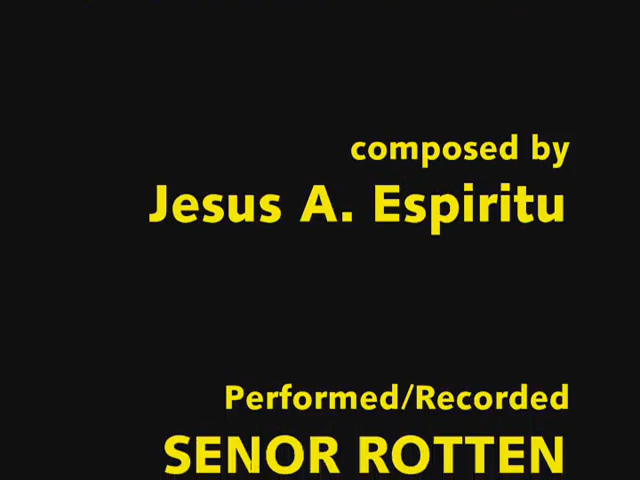 composed by
Jesus A. Espiritu
Performed/Recorded
SENOR ROTTEN